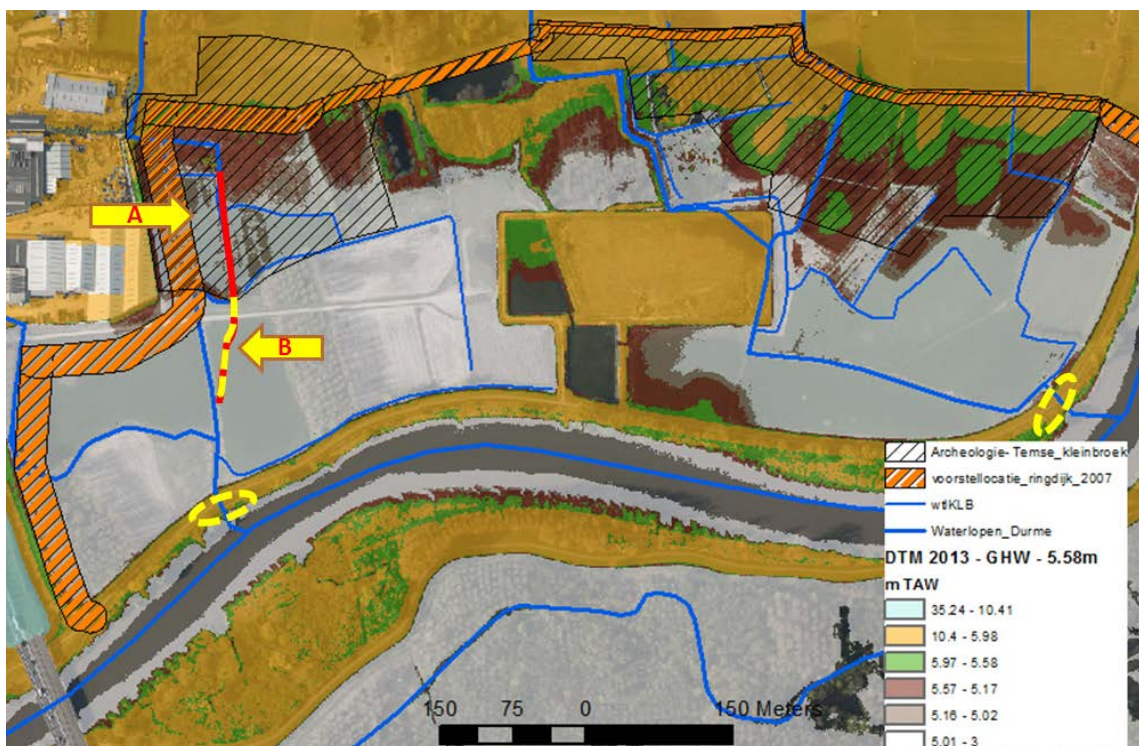 A
B
Archeologie- Temse_kleinbroek
voorstellocatie_ringdijk_2007
wtlKLB
Waterlopen_Durme
DTM 2013 - GHW - 5.58m
m TAW
35.24 - 10.41
10.4 - 5.98
5.97 - 5.58
5.57 - 5.17
5.16 - 5.02
5.01 - 3
150 75 0 150 Meters